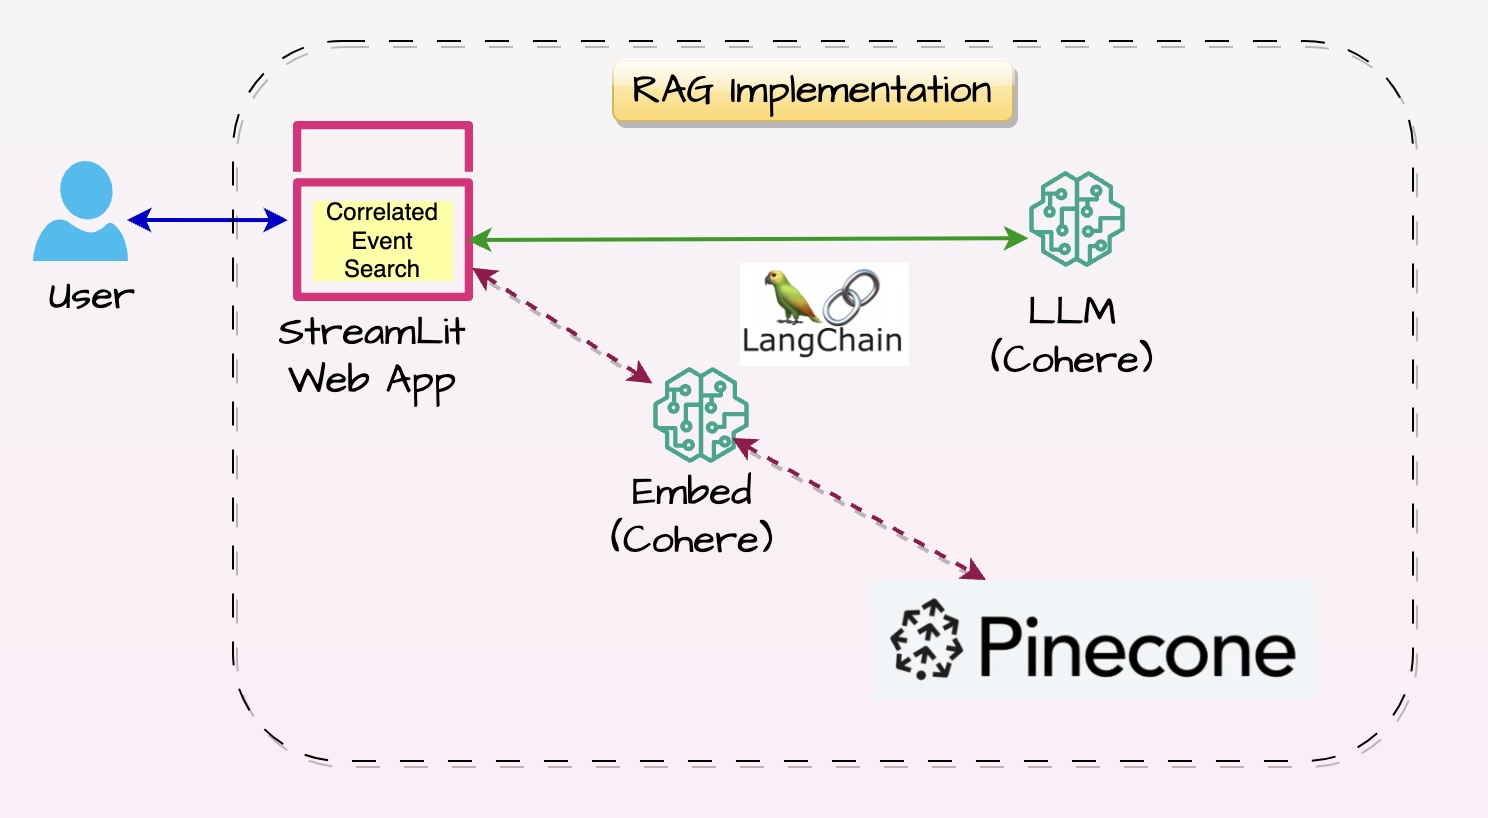 RAG Implementation
Correlated
Event
Search
User
StreamLit
Web App
LangChain
LLM
(Cohere)
Embed
(Cohere)
Pinecone